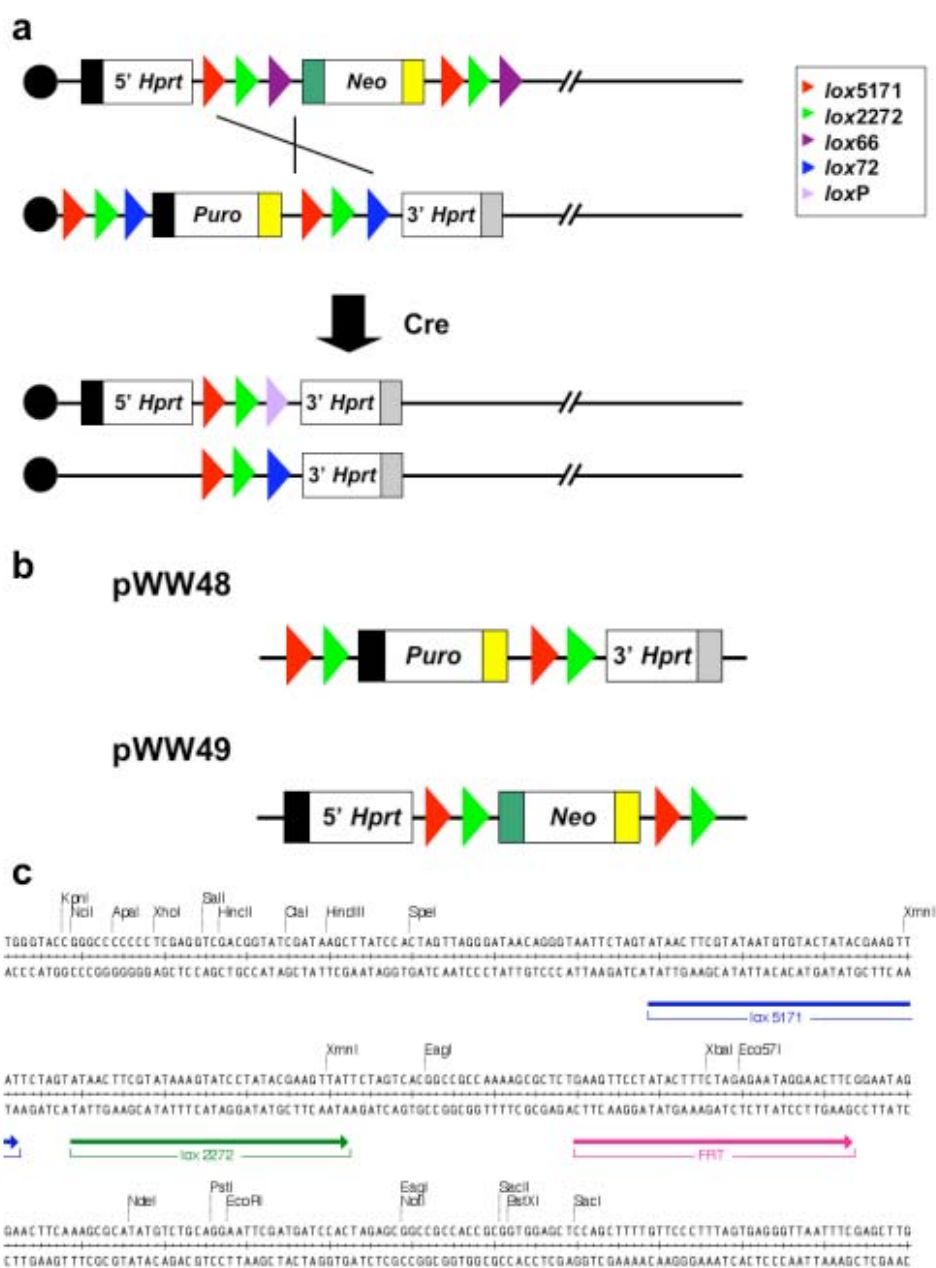 a
5' Hprt
Neo
Puro
3' Hprt
lox5171
lox2272
lox66
lox72
loxP
Cre
5' Hprt
3' Hprt
3' Hprt
b
pWW48
Puro
3' Hprt
pWW49
5' Hprt
Neo
c
KpnI SalI
NciI ApaI XhoI HincII ClaI HindIII SpeI XmnI
TGGGTACCGGGCCCCCCCTCGAGGTCGACGGTATCGATAAGCTTATCCACTAGTTAGGGATAACAGGGTAATTCTAGTATAACTTCGTATAATGTGTACTATACGAAGTT
ACCCATGGCCCGGGGGGGAGCTCCAGCTGCCATAGCTATTCGAATAGGTGATCAATCCCTATTGTCCCATTAAGATCATATTGAAGCATATTACACATGATATGCTTCAA
lox 5171
XmnI EagI XbaI Eco57I
ATTCTAGTATAACTTCGTATAAAGTATCCTATACGAAGTTATTCTAGTCACGGCCGCCAAAAGCGCTCTGAAGTTCCTATACTTTCTAGAGAATAGGAACTTCGGAATAG
TAAGATCATATTGAAGCATATTTCATAGGATATGCTTCAATAAGATCAGTGCCGGCGGTTTTCGCGAGACTTCAAGGATATGAAAGATCTCTTATCCTTGAAGCCTTATC
lox 2272 FRT
PstI EagI SacII
NdeI EcoRI NotI BstXI SacI
GAACTTCAAAGCGCATATGTCTGCAGGAATTCGATGATCCACTAGAGCGGCCGCCACCGCGGTGGAGCTCCAGCTTTTGTTCCCTTTAGTGAGGGTTAATTTCGAGCTTG
CTTGAAGTTTCGCGTATACAGACGTCCTTAAGCTACTAGGTGATCTCGCCGGCGGTGGCGCCACCTCGAGGTCGAAAACAAGGGAAATCACTCCCAATTAAAGCTCGAAC